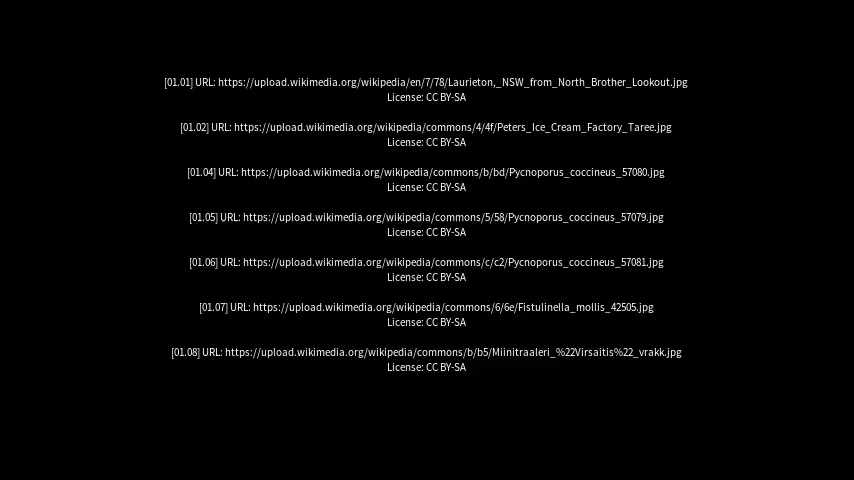 [01.01] URL: https://upload.wikimedia.org/wikipedia/en/7/78/Laurieton,_NSW_from_North_Brother_Lookout.jpg
License: CC BY-SA
[01.02] URL: https://upload.wikimedia.org/wikipedia/commons/4/4f/Peters_Ice_Cream_Factory_Taree.jpg
License: CC BY-SA
[01.04] URL: https://upload.wikimedia.org/wikipedia/commons/b/bd/Pycnoporus_coccineus_57080.jpg
License: CC BY-SA
[01.05] URL: https://upload.wikimedia.org/wikipedia/commons/5/58/Pycnoporus_coccineus_57079.jpg
License: CC BY-SA
[01.06] URL: https://upload.wikimedia.org/wikipedia/commons/c/c2/Pycnoporus_coccineus_57081.jpg
License: CC BY-SA
[01.07] URL: https://upload.wikimedia.org/wikipedia/commons/6/6e/Fistulinella_mollis_42505.jpg
License: CC BY-SA
[01.08] URL: https://upload.wikimedia.org/wikipedia/commons/b/b5/Miinitraaleri_%22Virsaitis%22_vrakk.jpg
License: CC BY-SA